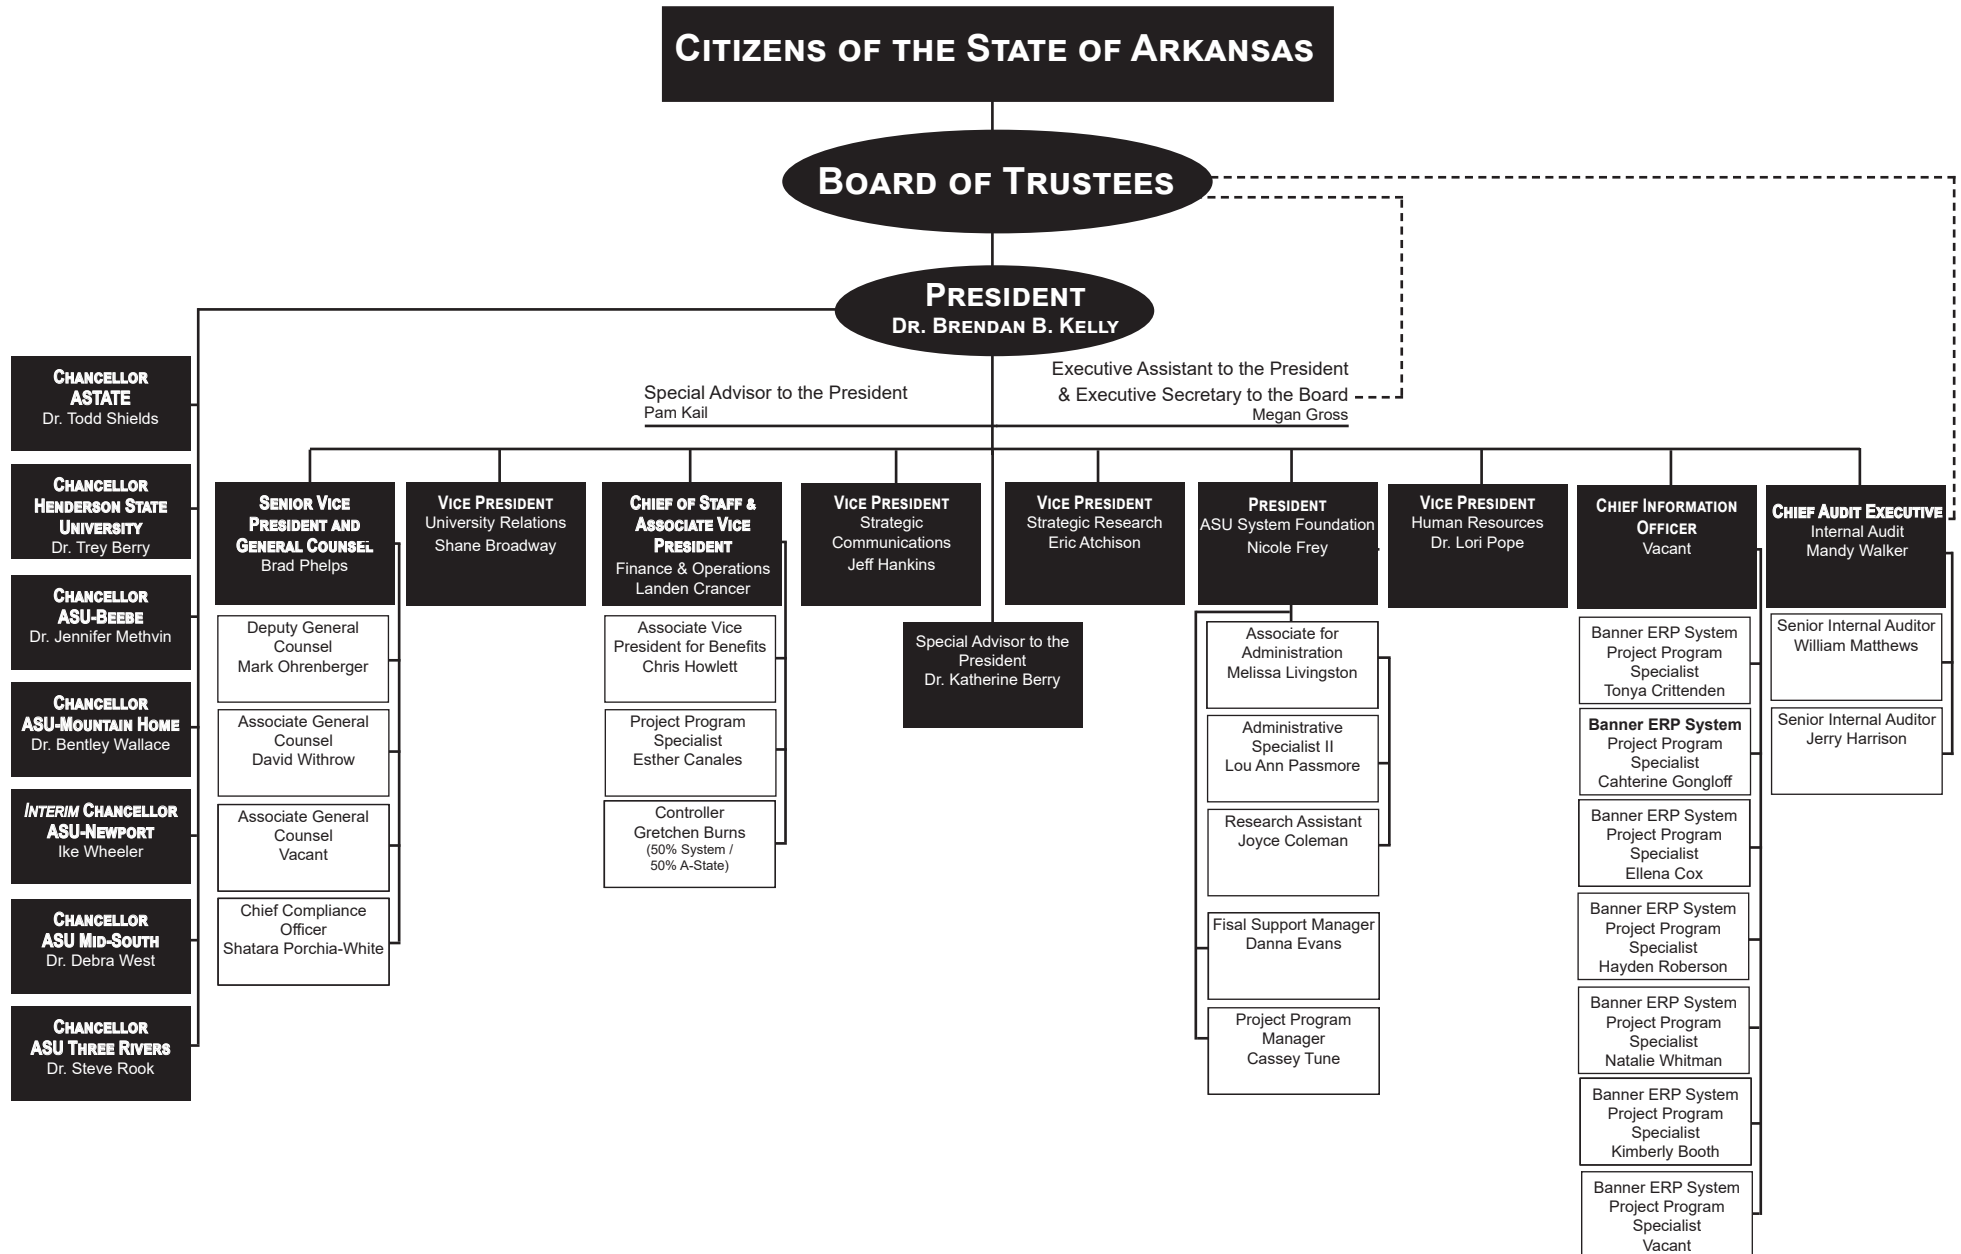 CITIZENS OF THE STATE OF ARKANSAS
BOARD OF TRUSTEES
PRESIDENT
DR. BRENDAN B. KELLY
Special Advisor to the President
Pam Kail
Executive Assistant to the President
& Executive Secretary to the Board
Megan Gross
CHANCELLOR
ASTATE
Dr. Todd Shields
CHANCELLOR
HENDERSON STATE
UNIVERSITY
Dr. Trey Berry
CHANCELLOR
ASU-BEEBE
Dr. Jennifer Methvin
CHANCELLOR
ASU-MOUNTAIN HOME
Dr. Bentley Wallace
INTERIM CHANCELLOR
ASU-NEWPORT
Ike Wheeler
CHANCELLOR
ASU MID-SOUTH
Dr. Debra West
CHANCELLOR
ASU THREE RIVERS
Dr. Steve Rook
SENIOR VICE
PRESIDENT AND
GENERAL COUNSEL
Brad Phelps
Deputy General
Counsel
Mark Ohrenberger
Associate General
Counsel
David Withrow
Associate General
Counsel
Vacant
Chief Compliance
Officer
Shatara Porchia-White
VICE PRESIDENT
University Relations
Shane Broadway
CHIEF OF STAFF &
ASSOCIATE VICE
PRESIDENT
Finance & Operations
Landen Crancer
Associate Vice
President for Benefits
Chris Howlett
Project Program
Specialist
Esther Canales
Controller
Gretchen Burns
(50% System /
50% A-State)
VICE PRESIDENT
Strategic
Communications
Jeff Hankins
Special Advisor to the
President
Dr. Katherine Berry
VICE PRESIDENT
Strategic Research
Eric Atchison
PRESIDENT
ASU System Foundation
Nicole Frey
Associate for
Administration
Melissa Livingston
Administrative
Specialist II
Lou Ann Passmore
Research Assistant
Joyce Coleman
Fisal Support Manager
Danna Evans
Project Program
Manager
Cassey Tune
VICE PRESIDENT
Human Resources
Dr. Lori Pope
CHIEF INFORMATION
OFFICER
Vacant
Banner ERP System
Project Program
Specialist
Tonya Crittenden
Banner ERP System
Project Program
Specialist
Cahterine Gongloff
Banner ERP System
Project Program
Specialist
Ellena Cox
Banner ERP System
Project Program
Specialist
Hayden Roberson
Banner ERP System
Project Program
Specialist
Natalie Whitman
Banner ERP System
Project Program
Specialist
Kimberly Booth
Banner ERP System
Project Program
Specialist
Vacant
CHIEF AUDIT EXECUTIVE
Internal Audit
Mandy Walker
Senior Internal Auditor
William Matthews
Senior Internal Auditor
Jerry Harrison